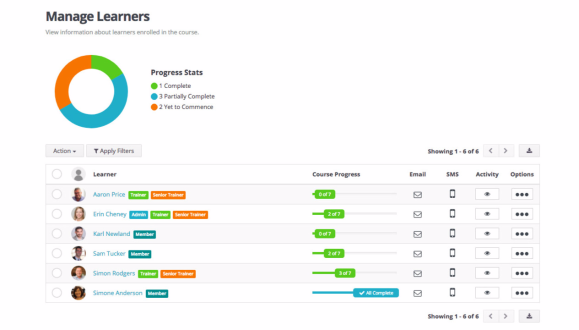 Manage Learners
View information about learners enrolled in the course.
Progress Stats
1 Complete
3 Partially Complete
2 Yet to Commence
Action
Apply Filters
Showing 1 - 6 of 6
Learner Course Progress Email SMS Activity Options
Aaron Price Trainer Senior Trainer 0 of 7
Erin Cheney Admin Trainer Senior Trainer 2 of 7
Karl Newland Member 0 of 7
Sam Tucker Member 2 of 7
Simon Rodgers Trainer Senior Trainer 3 of 7
Simone Anderson Member All Complete
Showing 1 - 6 of 6